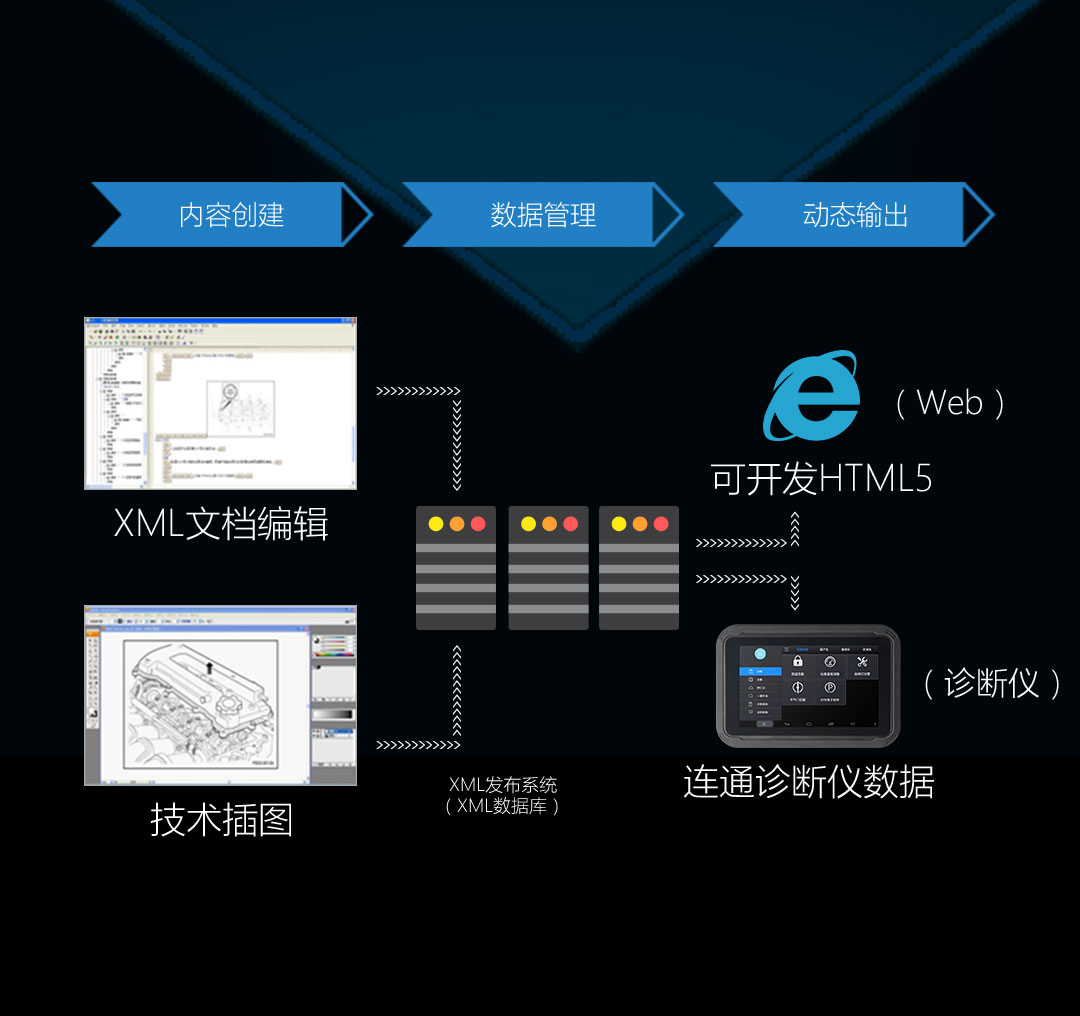 内容创建
数据管理
动态输出
XML文档编辑
技术插图
XML发布系统
（XML数据库）
（Web）
可开发HTML5
（诊断仪）
连通诊断仪数据